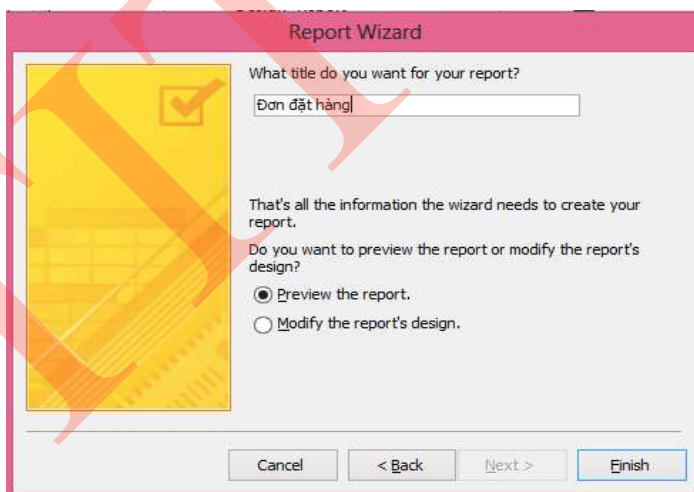 Report Wizard
What title do you want for your report?
Đơn đặt hàng
That's all the information the wizard needs to create your
report.
Do you want to preview the report or modify the report's
design?
Preview the report.
Modify the report's design.
Cancel
< Back
Next >
Finish